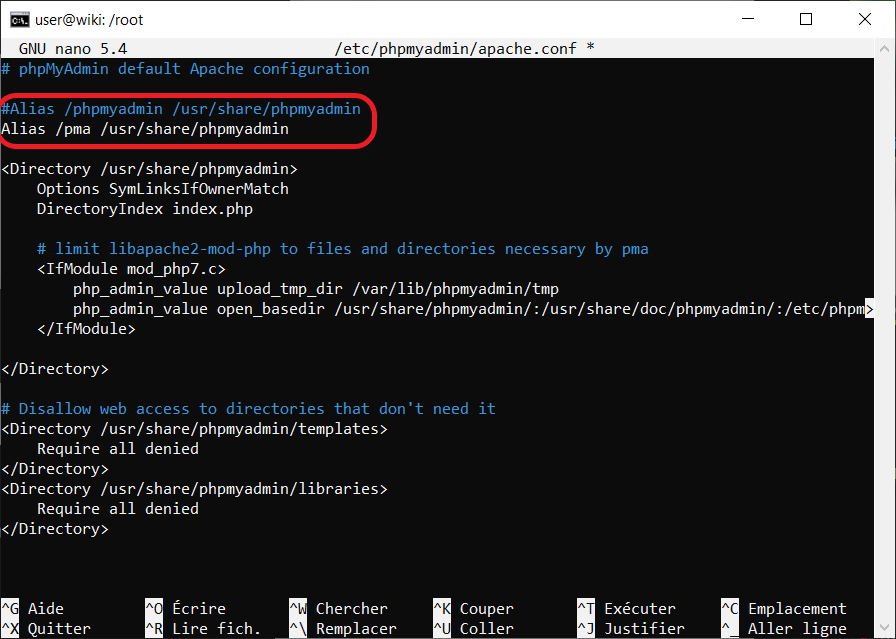 user@wiki: /root
GNU nano 5.4 /etc/phpmyadmin/apache.conf *
# phpMyAdmin default Apache configuration
#Alias /phpmyadmin /usr/share/phpmyadmin
Alias /pma /usr/share/phpmyadmin
<Directory /usr/share/phpmyadmin>
    Options SymLinksIfOwnerMatch
    DirectoryIndex index.php
    # limit libapache2-mod-php to files and directories necessary by pma
    <IfModule mod_php7.c>
        php_admin_value upload_tmp_dir /var/lib/phpmyadmin/tmp
        php_admin_value open_basedir /usr/share/phpmyadmin/:/usr/share/doc/phpmyadmin/:/etc/phpm>
    </IfModule>
</Directory>
# Disallow web access to directories that don't need it
<Directory /usr/share/phpmyadmin/templates>
    Require all denied
</Directory>
<Directory /usr/share/phpmyadmin/libraries>
    Require all denied
</Directory>
^G Aide ^O Écrire ^W Chercher ^K Couper ^T Exécuter ^C Emplacement
^X Quitter ^R Lire fich. ^\ Remplacer ^U Coller ^J Justifier ^_ Aller ligne